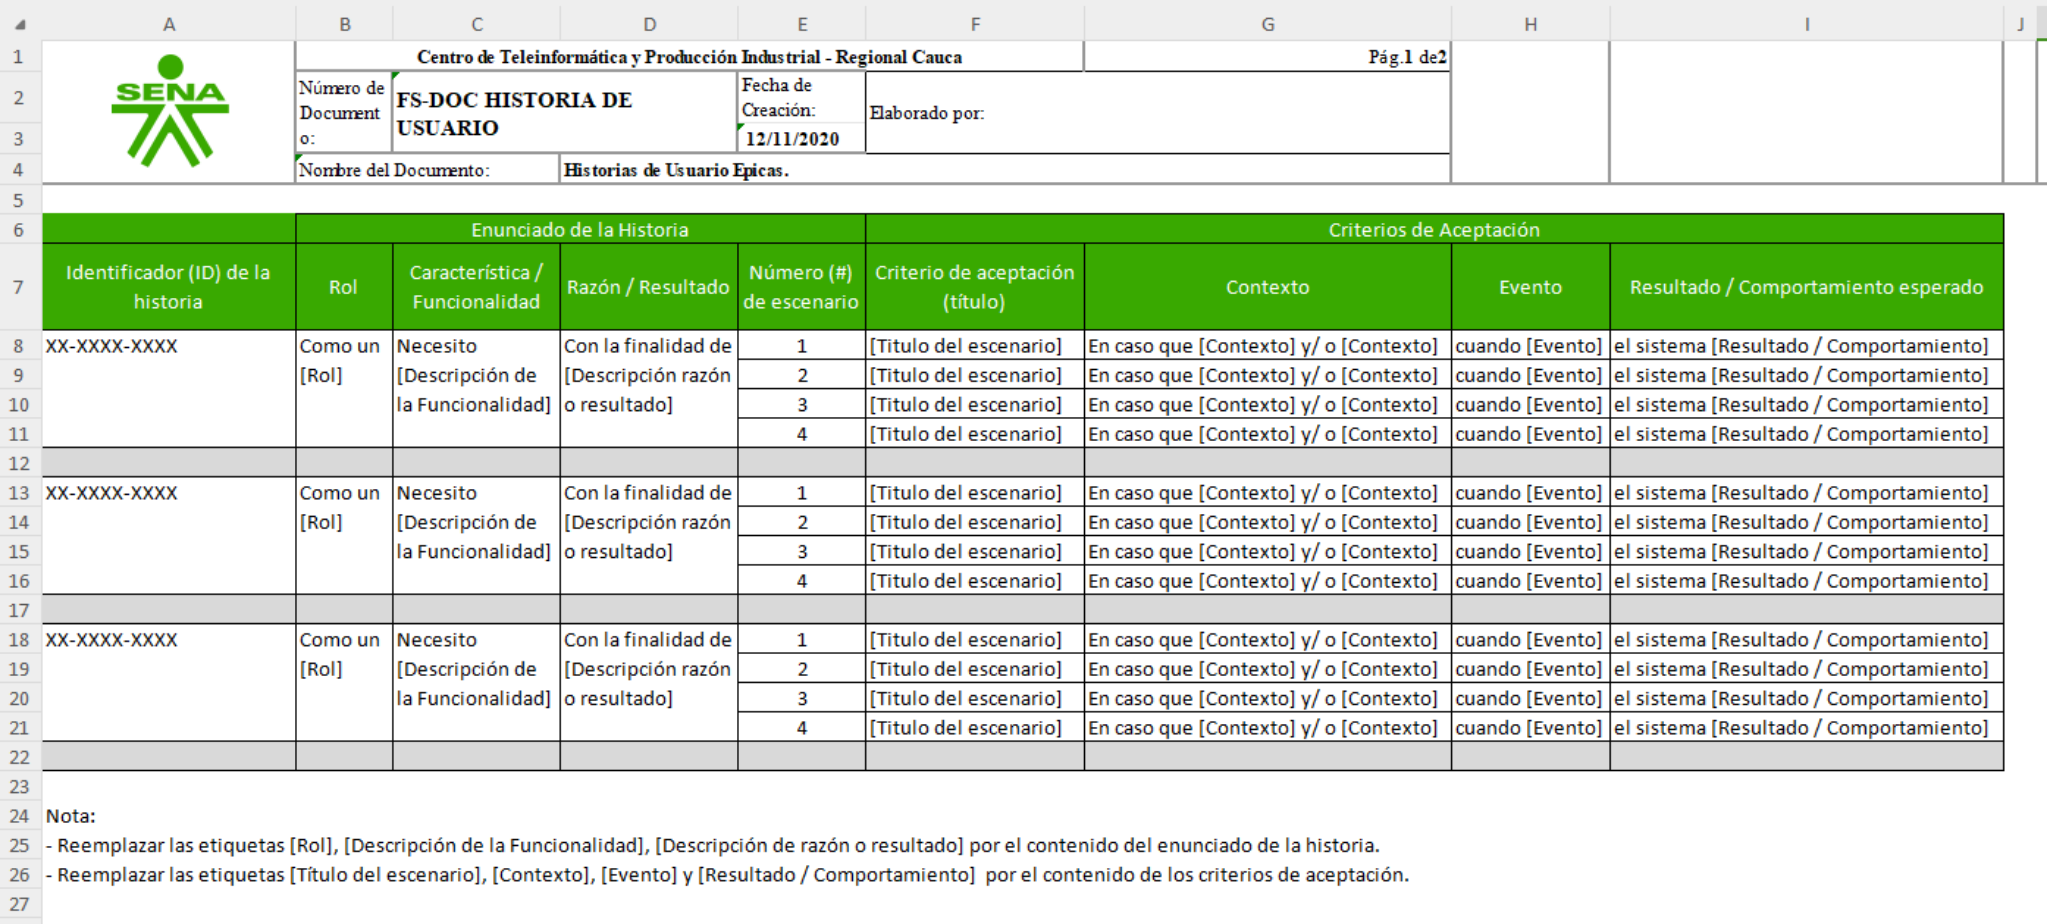 A B C D E F G H I J
1 Centro de Teleinformática y Producción Industrial - Regional Cauca Pág.1 de2
SENA
2 Número de Documento: FS-DOC HISTORIA DE USUARIO Fecha de Creación: Elaborado por:
3 12/11/2020
4 Nombre del Documento: Historias de Usuario Epicas.
5
6 Enunciado de la Historia Criterios de Aceptación
7 Identificador (ID) de la historia Rol Característica / Funcionalidad Razón / Resultado Número (#) de escenario Criterio de aceptación (título) Contexto Evento Resultado / Comportamiento esperado
8 XX-XXXX-XXXX Como un Necesito Con la finalidad de 1 [Titulo del escenario] En caso que [Contexto] y/ o [Contexto] cuando [Evento] el sistema [Resultado / Comportamiento]
9 [Rol] [Descripción de [Descripción razón 2 [Titulo del escenario] En caso que [Contexto] y/ o [Contexto] cuando [Evento] el sistema [Resultado / Comportamiento]
10 la Funcionalidad] o resultado] 3 [Titulo del escenario] En caso que [Contexto] y/ o [Contexto] cuando [Evento] el sistema [Resultado / Comportamiento]
11 4 [Titulo del escenario] En caso que [Contexto] y/ o [Contexto] cuando [Evento] el sistema [Resultado / Comportamiento]
12
13 XX-XXXX-XXXX Como un Necesito Con la finalidad de 1 [Titulo del escenario] En caso que [Contexto] y/ o [Contexto] cuando [Evento] el sistema [Resultado / Comportamiento]
14 [Rol] [Descripción de [Descripción razón 2 [Titulo del escenario] En caso que [Contexto] y/ o [Contexto] cuando [Evento] el sistema [Resultado / Comportamiento]
15 la Funcionalidad] o resultado] 3 [Titulo del escenario] En caso que [Contexto] y/ o [Contexto] cuando [Evento] el sistema [Resultado / Comportamiento]
16 4 [Titulo del escenario] En caso que [Contexto] y/ o [Contexto] cuando [Evento] el sistema [Resultado / Comportamiento]
17
18 XX-XXXX-XXXX Como un Necesito Con la finalidad de 1 [Titulo del escenario] En caso que [Contexto] y/ o [Contexto] cuando [Evento] el sistema [Resultado / Comportamiento]
19 [Rol] [Descripción de [Descripción razón 2 [Titulo del escenario] En caso que [Contexto] y/ o [Contexto] cuando [Evento] el sistema [Resultado / Comportamiento]
20 la Funcionalidad] o resultado] 3 [Titulo del escenario] En caso que [Contexto] y/ o [Contexto] cuando [Evento] el sistema [Resultado / Comportamiento]
21 4 [Titulo del escenario] En caso que [Contexto] y/ o [Contexto] cuando [Evento] el sistema [Resultado / Comportamiento]
22
23
24 Nota:
25 - Reemplazar las etiquetas [Rol], [Descripción de la Funcionalidad], [Descripción de razón o resultado] por el contenido del enunciado de la historia.
26 - Reemplazar las etiquetas [Título del escenario], [Contexto], [Evento] y [Resultado / Comportamiento] por el contenido de los criterios de aceptación.
27